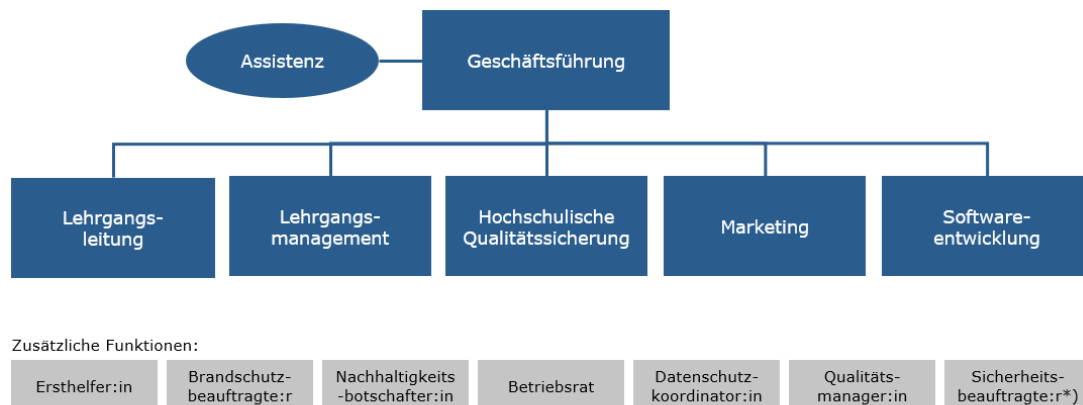 Assistenz
Geschäftsführung
Lehrgangs-
leitung
Lehrgangs-
management
Hochschulische
Qualitätssicherung
Marketing
Software-
entwicklung
Zusätzliche Funktionen:
Ersthelfer:in
Brandschutz-
beauftragte:r
Nachhaltigkeits
-botschafter:in
Betriebsrat
Datenschutz-
koordinator:in
Qualitäts-
manager:in
Sicherheits-
beauftragte:r*)